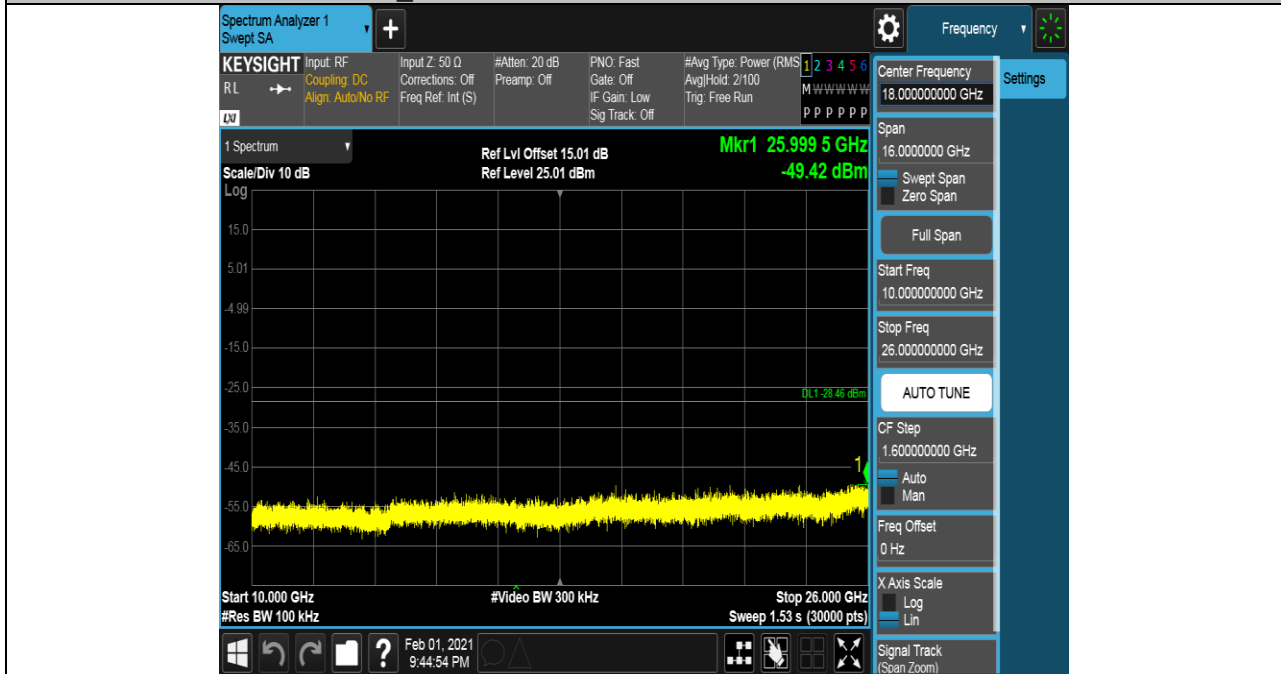 Spectrum Analyzer 1
Swept SA
+
Frequency
KEYSIGHT
RL
LXI
Input: RF
Coupling: DC
Align: Auto/No RF
Input Z: 50 Ω
Corrections: Off
Freq Ref: Int (S)
#Atten: 20 dB
Preamp: Off
PNO: Fast
Gate: Off
IF Gain: Low
Sig Track: Off
#Avg Type: Power (RMS
Avg|Hold: 2/100
Trig: Free Run
1 2 3 4 5 6
M W W W W W
P P P P P P
1 Spectrum
Scale/Div 10 dB
Ref Lvl Offset 15.01 dB
Ref Level 25.01 dBm
Mkr1 25.999 5 GHz
-49.42 dBm
Log
15.0
5.01
-4.99
-15.0
-25.0
DL1 -28.46 dBm
-35.0
-45.0
1
-55.0
-65.0
Start 10.000 GHz
#Video BW 300 kHz
Stop 26.000 GHz
#Res BW 100 kHz
Sweep 1.53 s (30000 pts)
?
Feb 01, 2021
9:44:54 PM
Center Frequency
18.000000000 GHz
Settings
Span
16.0000000 GHz
Swept Span
Zero Span
Full Span
Start Freq
10.000000000 GHz
Stop Freq
26.000000000 GHz
AUTO TUNE
CF Step
1.600000000 GHz
Auto
Man
Freq Offset
0 Hz
X Axis Scale
Log
Lin
Signal Track
(Span Zoom)